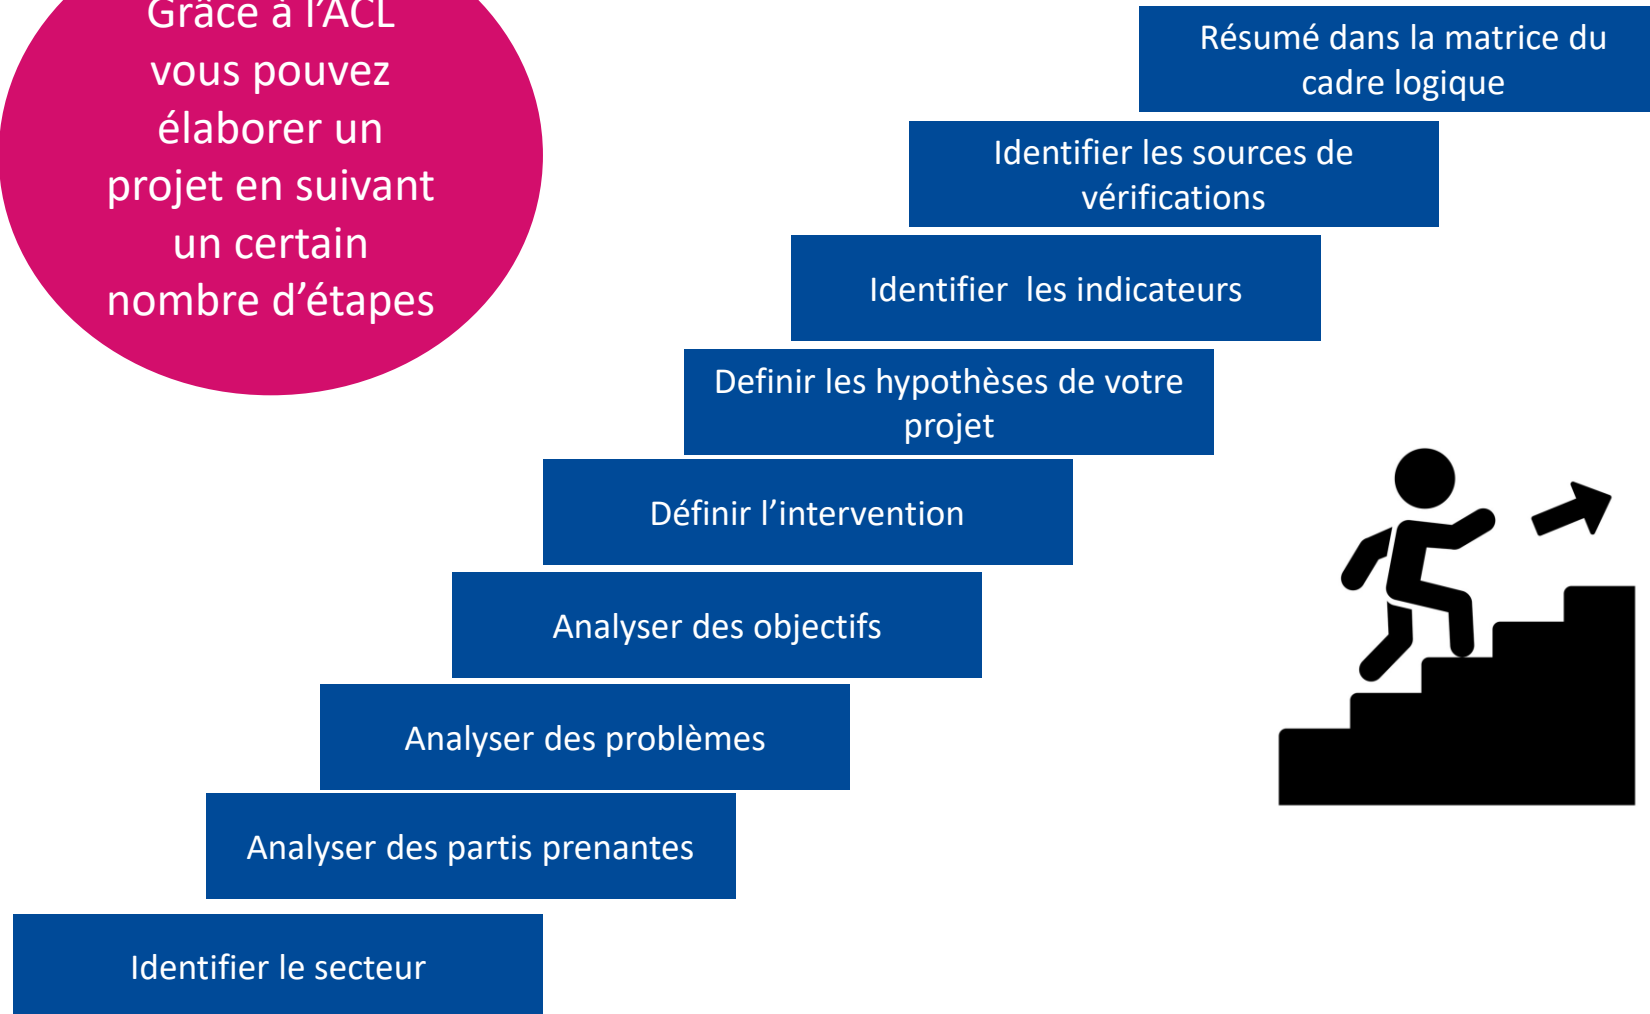 Grâce à l'ACL
vous pouvez
élaborer un
projet en suivant
un certain
nombre d'étapes
Résumé dans la matrice du
cadre logique
Identifier les sources de
vérifications
Identifier  les indicateurs
Definir les hypothèses de votre
projet
Définir l'intervention
Analyser des objectifs
Analyser des problèmes
Analyser des partis prenantes
Identifier le secteur